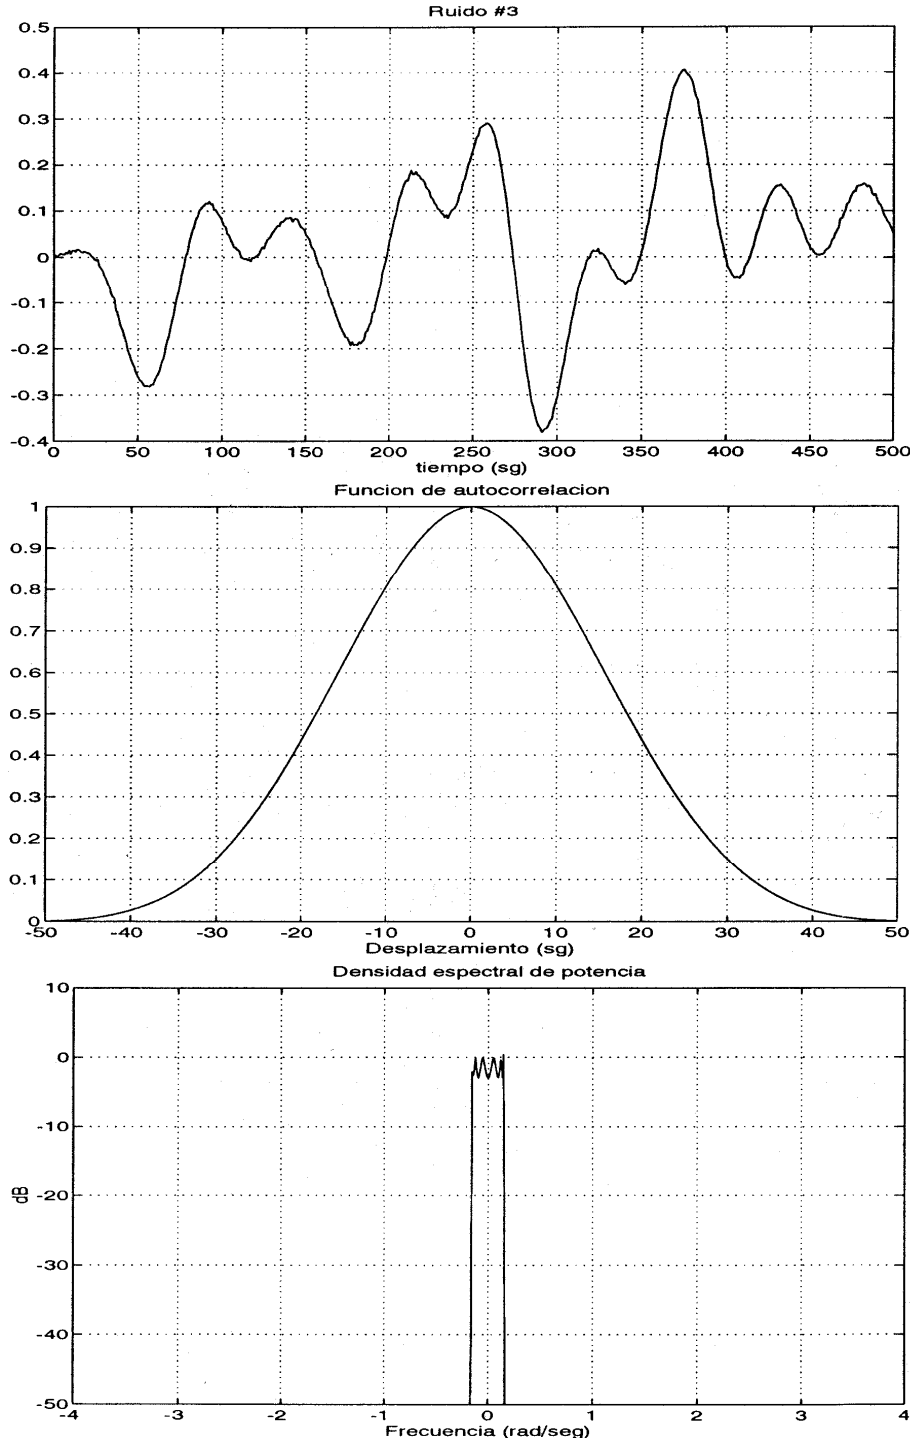 Ruido #3
0.5
0.4
0.3
0.2
0.1
0
-0.1
-0.2
-0.3
-0.4
0 50 100 150 200 250 300 350 400 450 500
tiempo (sg)
Funcion de autocorrelacion
1
0.9
0.8
0.7
0.6
0.5
0.4
0.3
0.2
0.1
0
-50 -40 -30 -20 -10 0 10 20 30 40 50
Desplazamiento (sg)
Densidad espectral de potencia
10
0
-10
-20
dB
-30
-40
-50
-4 -3 -2 -1 0 1 2 3 4
Frecuencia (rad/seg)